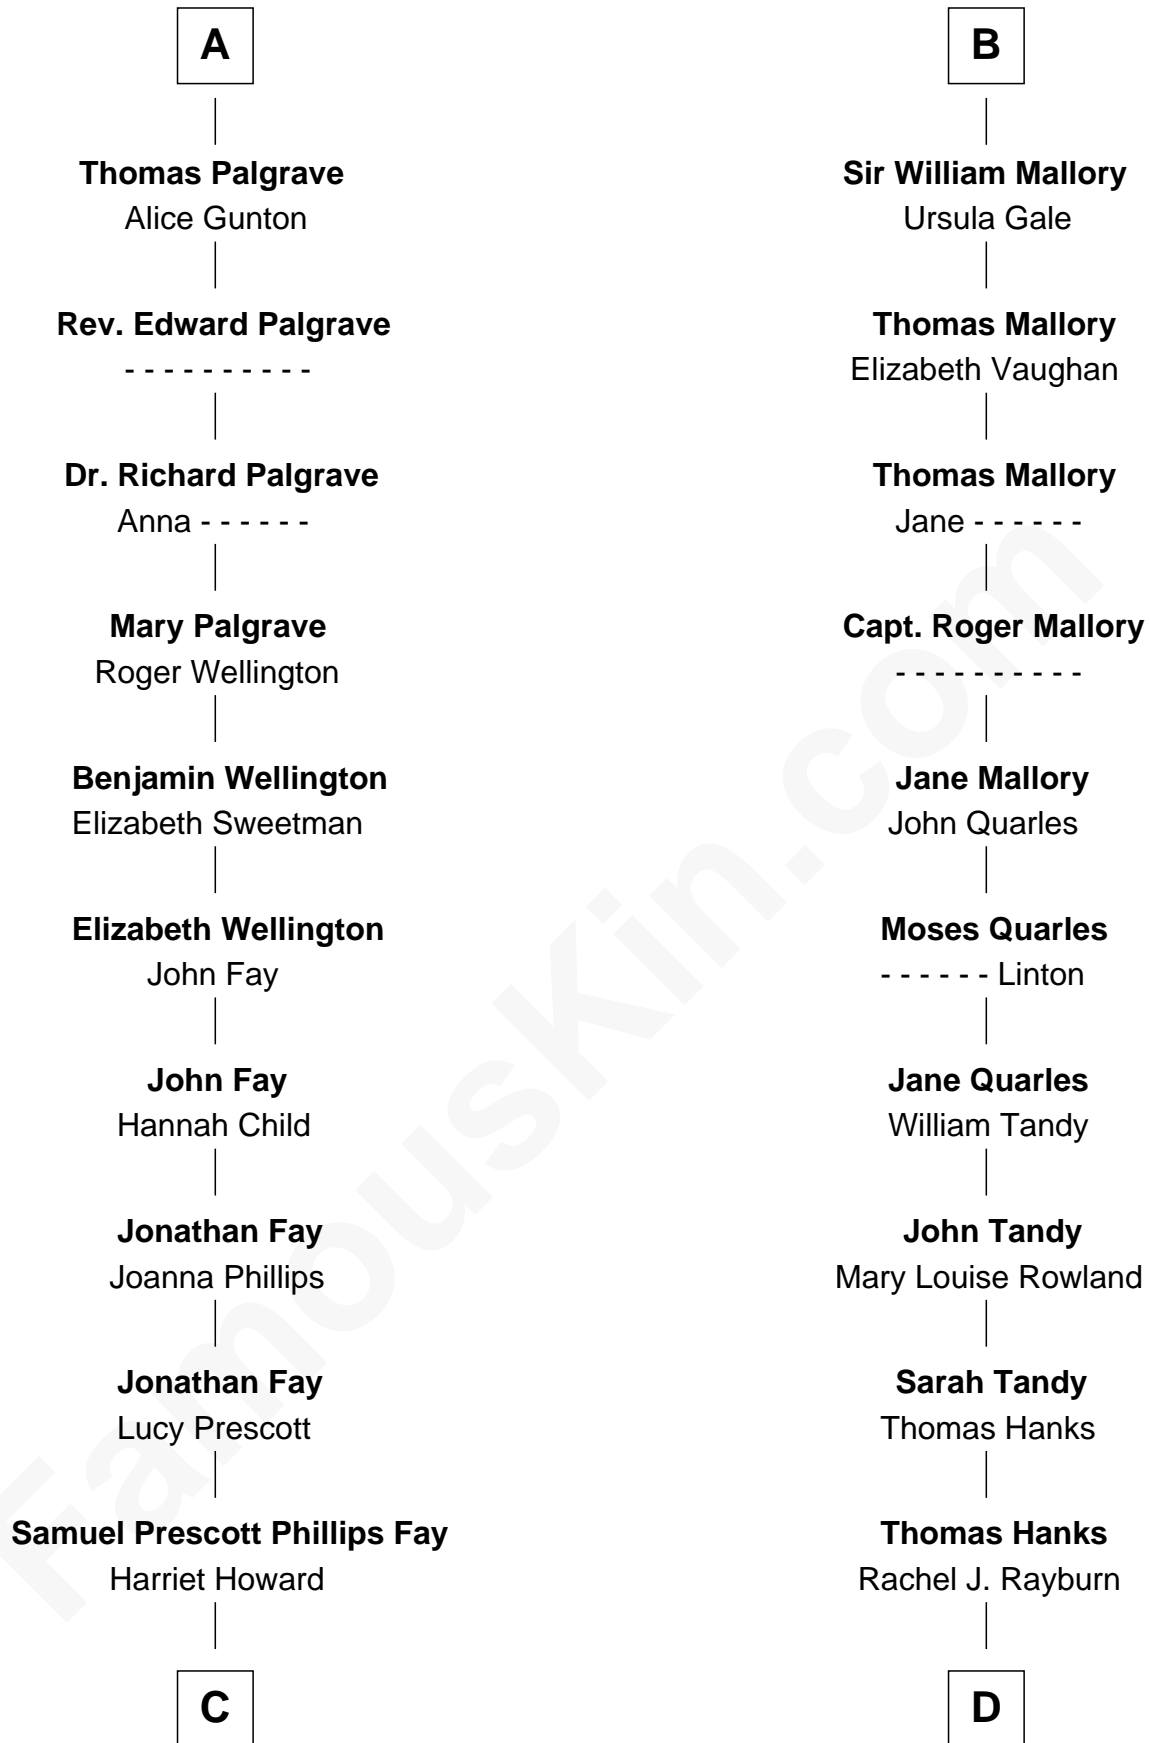 A
Thomas Palgrave
Alice Gunton
Rev. Edward Palgrave
- - - - - - - - - -
Dr. Richard Palgrave
Anna - - - - - -
Mary Palgrave
Roger Wellington
Benjamin Wellington
Elizabeth Sweetman
Elizabeth Wellington
John Fay
John Fay
Hannah Child
Jonathan Fay
Joanna Phillips
Jonathan Fay
Lucy Prescott
Samuel Prescott Phillips Fay
Harriet Howard
C
B
Sir William Mallory
Ursula Gale
Thomas Mallory
Elizabeth Vaughan
Thomas Mallory
Jane - - - - - -
Capt. Roger Mallory
- - - - - - - - - -
Jane Mallory
John Quarles
Moses Quarles
- - - - - - Linton
Jane Quarles
William Tandy
John Tandy
Mary Louise Rowland
Sarah Tandy
Thomas Hanks
Thomas Hanks
Rachel J. Rayburn
D
FamousKin.com